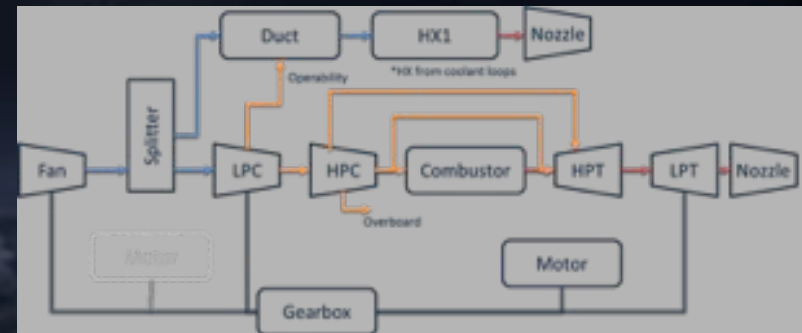 Duct
HX1
Nozzle
Operability
*HX from coolant loops
Splitter
Fan
LPC
HPC
Combustor
HPT
LPT
Nozzle
Overboard
Motor
Motor
Gearbox